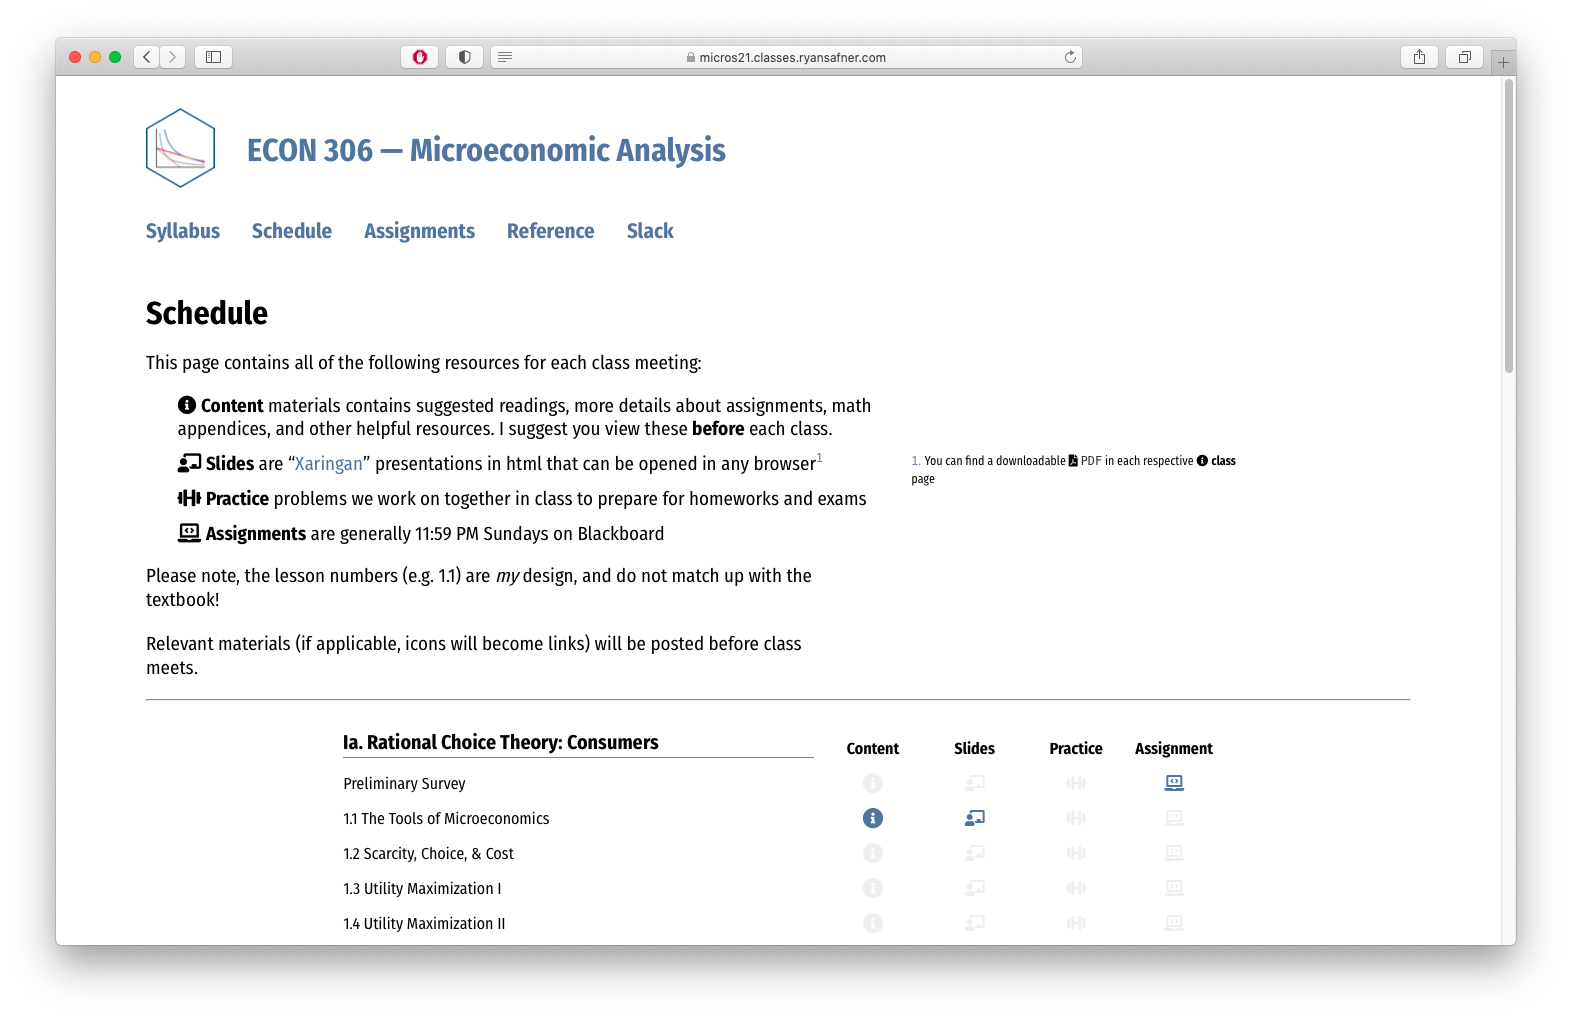 micros21.classes.ryansafner.com
ECON 306 — Microeconomic Analysis
Syllabus Schedule Assignments Reference Slack
Schedule
This page contains all of the following resources for each class meeting:
Content materials contains suggested readings, more details about assignments, math
appendices, and other helpful resources. I suggest you view these before each class.
Slides are “Xaringan” presentations in html that can be opened in any browser1
1. You can find a downloadable PDF in each respective class
page
Practice problems we work on together in class to prepare for homeworks and exams
Assignments are generally 11:59 PM Sundays on Blackboard
Please note, the lesson numbers (e.g. 1.1) are my design, and do not match up with the
textbook!
Relevant materials (if applicable, icons will become links) will be posted before class
meets.
Ia. Rational Choice Theory: Consumers Content Slides Practice Assignment
Preliminary Survey
1.1 The Tools of Microeconomics
1.2 Scarcity, Choice, & Cost
1.3 Utility Maximization I
1.4 Utility Maximization II